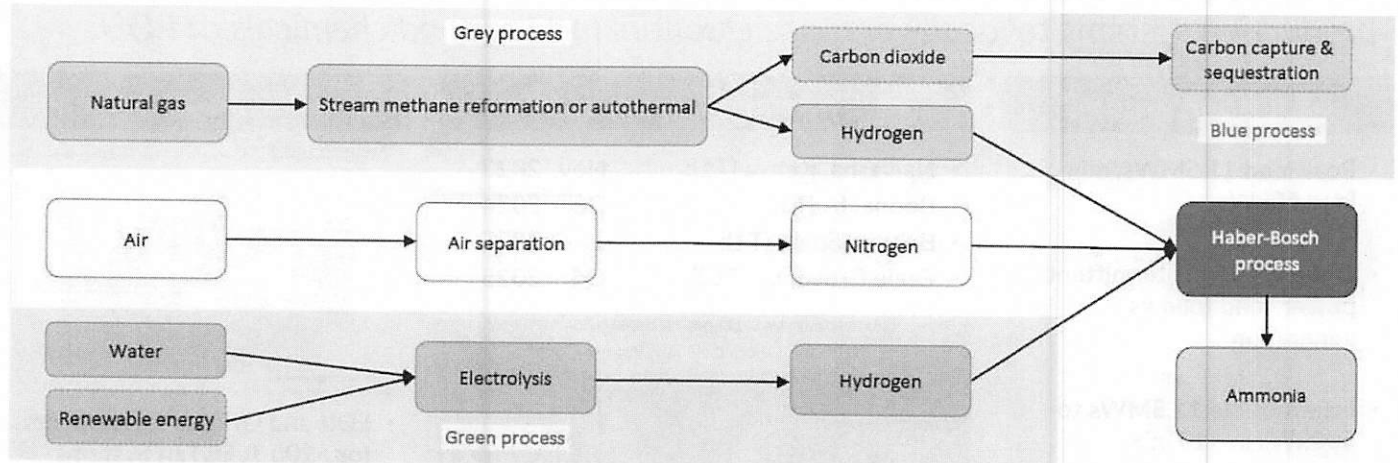 Grey process
Carbon dioxide
Carbon capture &
sequestration
Natural gas
Stream methane reformation or autothermal
Hydrogen
Blue process
Air
Air separation
Nitrogen
Haber-Bosch
process
Water
Electrolysis
Hydrogen
Renewable energy
Green process
Ammonia